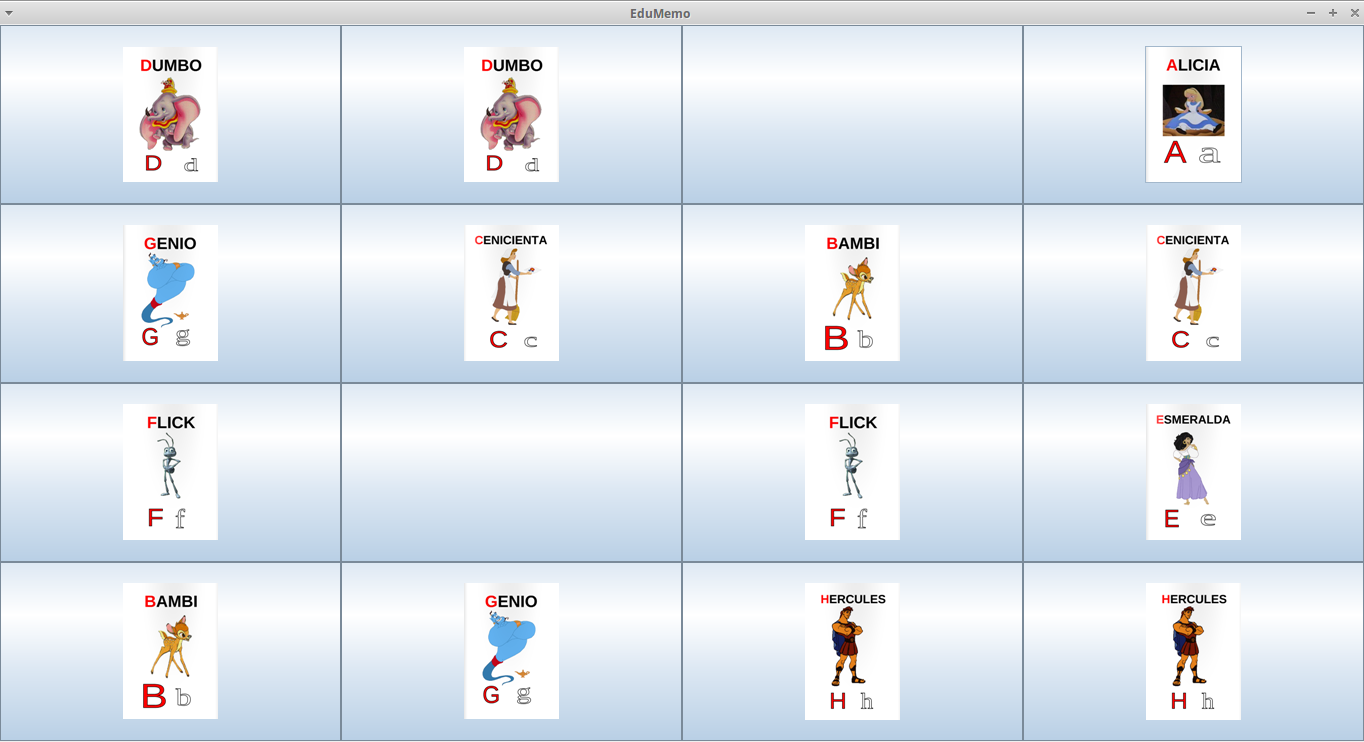 EduMemo
DUMBO
D d
DUMBO
D d
ALICIA
A a
GENIO
G g
CENICIENTA
C c
BAMBI
B b
CENICIENTA
C c
FLICK
F f
FLICK
F f
ESMERALDA
E e
BAMBI
B b
GENIO
G g
HERCULES
H h
HERCULES
H h